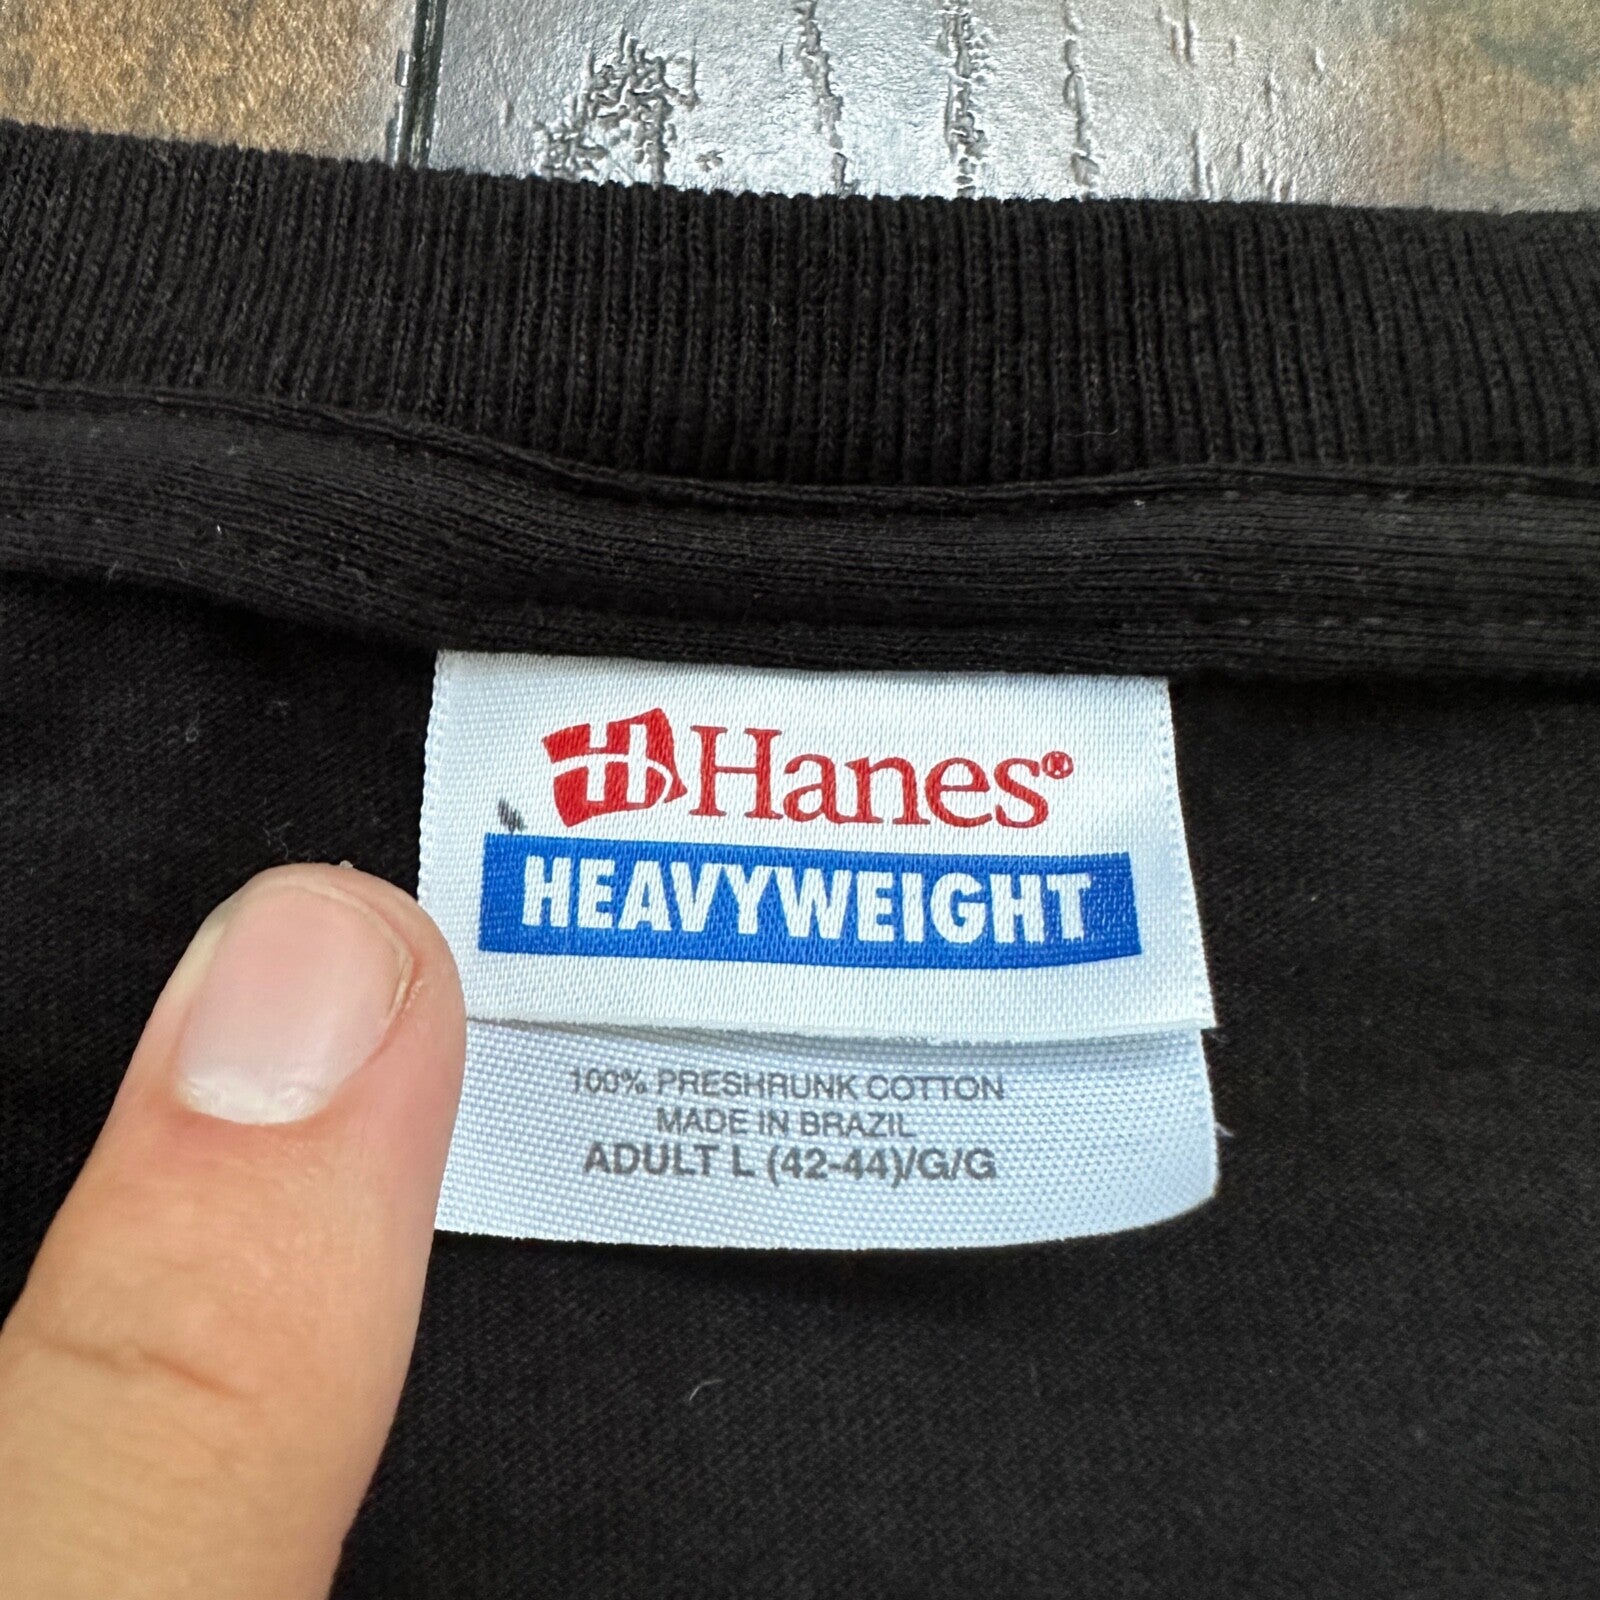 H Hanes®
HEAVYWEIGHT
100% PRESHRUNK COTTON
MADE IN BRAZIL
ADULT L (42-44)/G/G